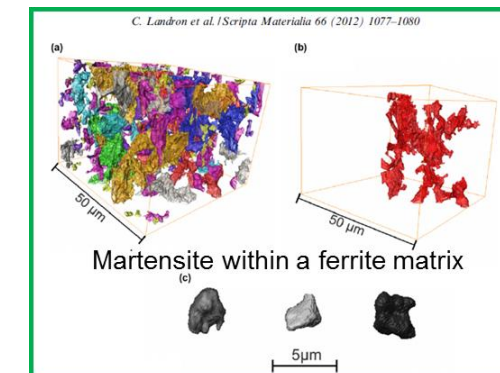 C. Landron et al. / Scripta Materialia 66 (2012) 1077–1080
(a)
(b)
50 µm
50 µm
Martensite within a ferrite matrix
(c)
5µm